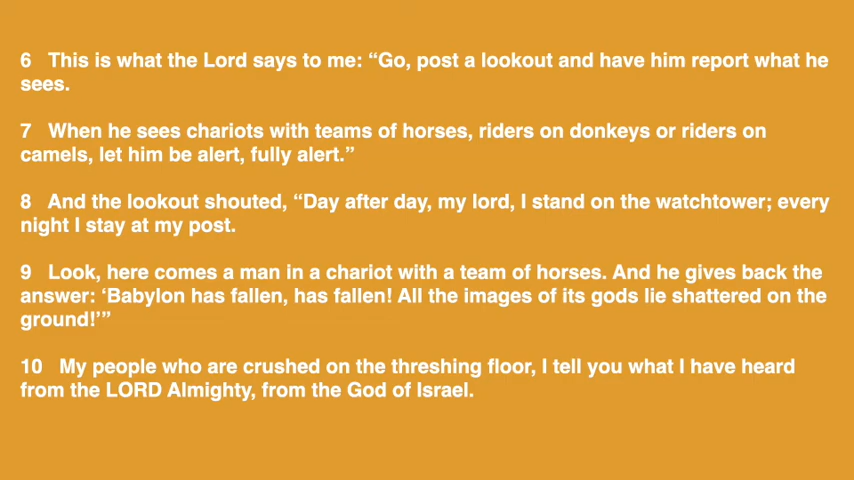 6 This is what the Lord says to me: “Go, post a lookout and have him report what he
sees.
7 When he sees chariots with teams of horses, riders on donkeys or riders on
camels, let him be alert, fully alert.”
8 And the lookout shouted, “Day after day, my lord, I stand on the watchtower; every
night I stay at my post.
9 Look, here comes a man in a chariot with a team of horses. And he gives back the
answer: ‘Babylon has fallen, has fallen! All the images of its gods lie shattered on the
ground!’”
10 My people who are crushed on the threshing floor, I tell you what I have heard
from the LORD Almighty, from the God of Israel.